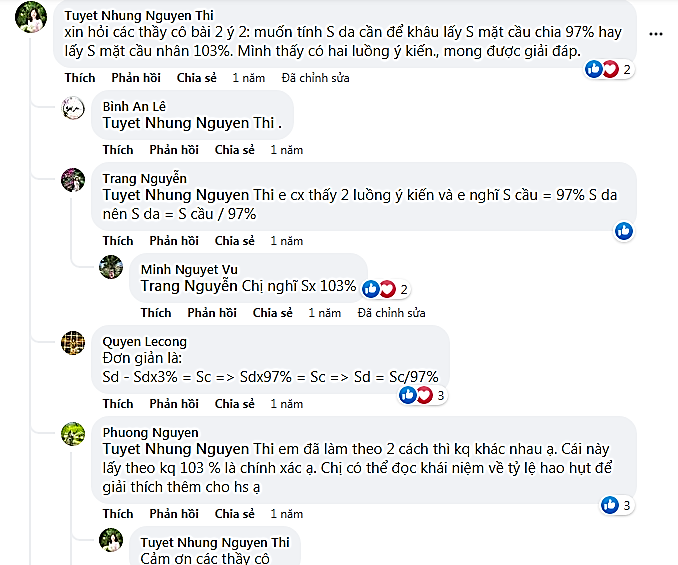 Tuyet Nhung Nguyen Thi
xin hỏi các thầy cô bài 2 ý 2: muốn tính S da cần để khâu lấy S mặt cầu chia 97% hay
lấy S mặt cầu nhân 103%. Mình thấy có hai luồng ý kiến., mong được giải đáp.
Thích Phản hồi Chia sẻ 1 năm Đã chỉnh sửa
2
Bình An Lê
Tuyet Nhung Nguyen Thi .
Thích Phản hồi Chia sẻ 1 năm
Trang Nguyễn
Tuyet Nhung Nguyen Thi e cx thấy 2 luồng ý kiến và e nghĩ S cầu = 97% S da
nên S da = S cầu / 97%
Thích Phản hồi Chia sẻ 1 năm
Minh Nguyet Vu
Trang Nguyễn Chị nghĩ Sx 103%
2
Thích Phản hồi Chia sẻ 1 năm Đã chỉnh sửa
Quyen Lecong
Đơn giản là:
Sd - Sdx3% = Sc => Sdx97% = Sc => Sd = Sc/97%
3
Thích Phản hồi Chia sẻ 1 năm
Phuong Nguyen
Tuyet Nhung Nguyen Thi em đã làm theo 2 cách thì kq khác nhau ạ. Cái này
lấy theo kq 103 % là chính xác ạ. Chị có thể đọc khái niệm về tỷ lệ hao hụt để
giải thích thêm cho hs ạ
3
Thích Phản hồi Chia sẻ 1 năm
Tuyet Nhung Nguyen Thi
Cảm ơn các thầy cô